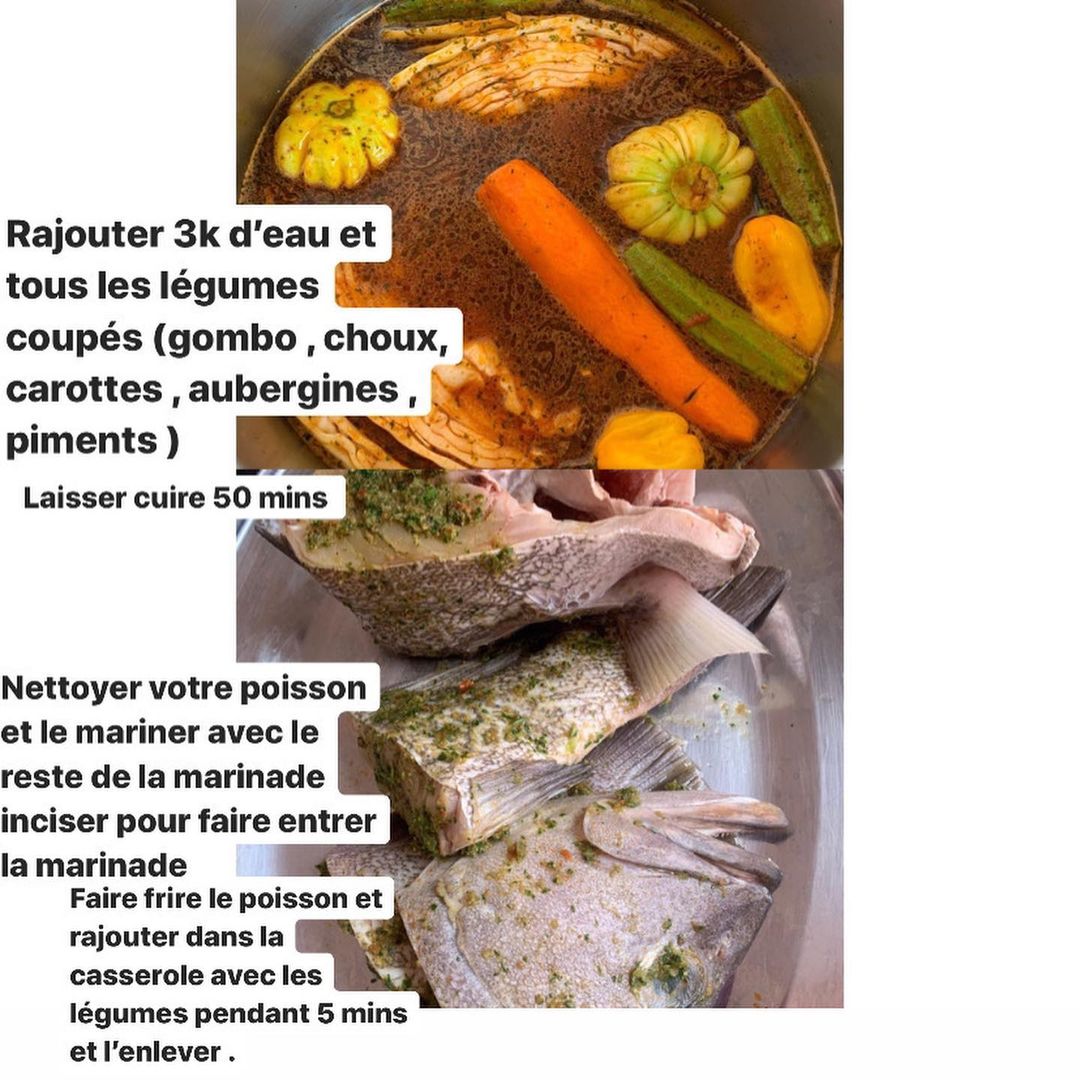 Rajouter 3k d’eau et
tous les légumes
coupés (gombo , choux,
carottes , aubergines ,
piments )
Laisser cuire 50 mins
Nettoyer votre poisson
et le mariner avec le
reste de la marinade
inciser pour faire entrer
la marinade
Faire frire le poisson et
rajouter dans la
casserole avec les
légumes pendant 5 mins
et l’enlever .